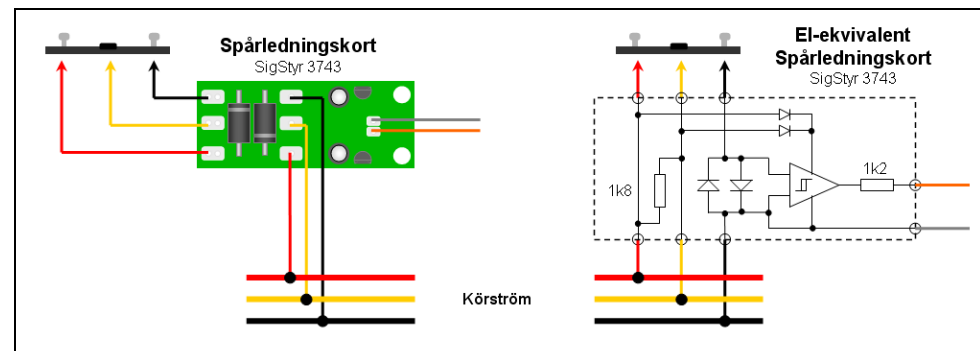 Spårledningskort
SigStyr 3743
Körström
El-ekvivalent
Spårledningskort
SigStyr 3743
1k8
1k2